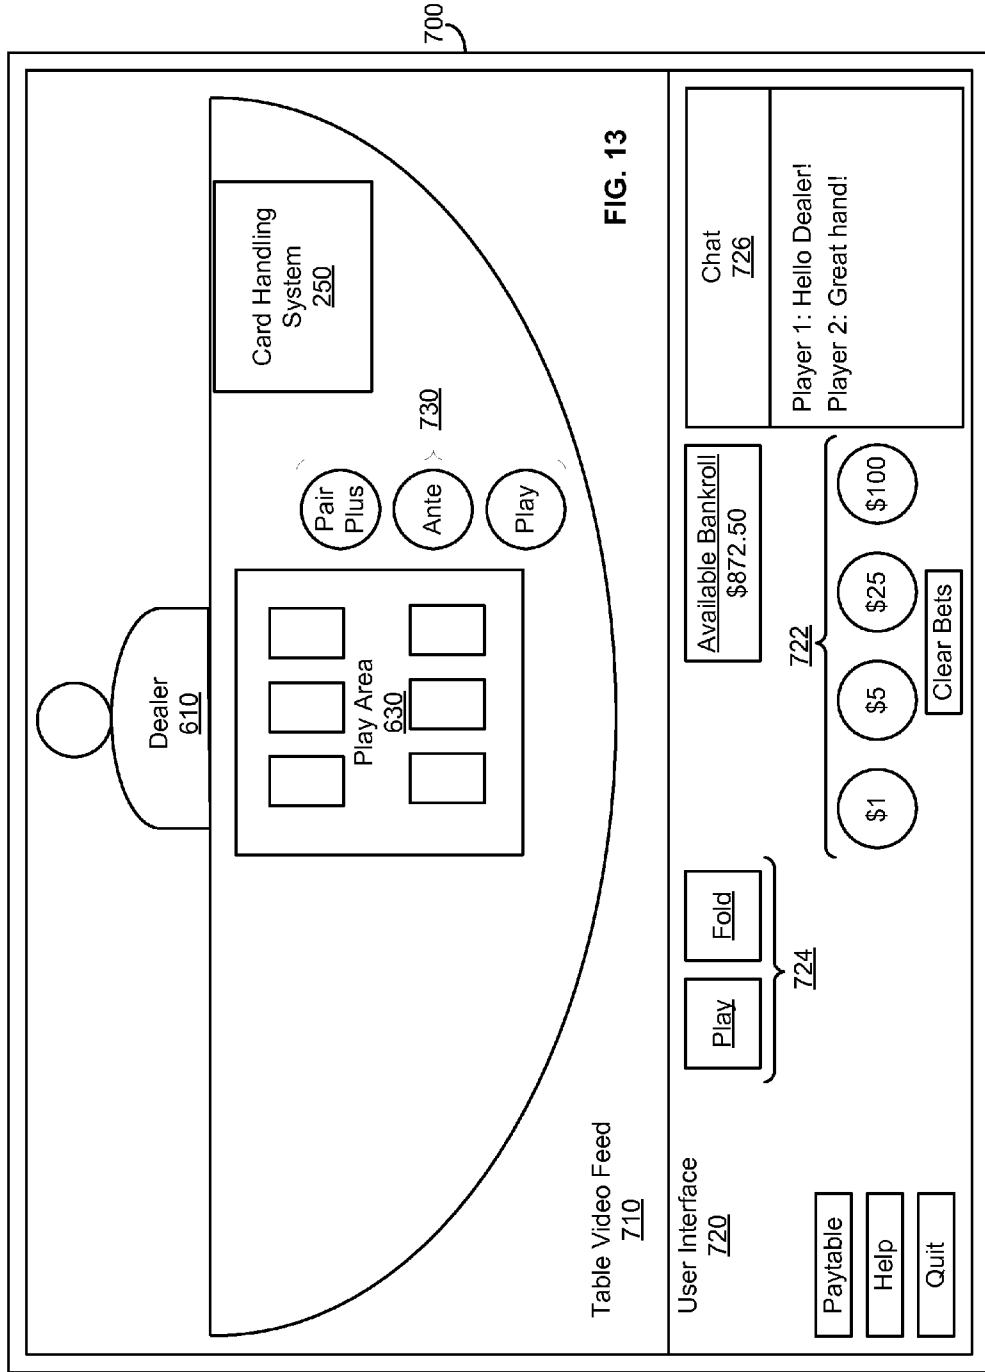 700
Dealer
610
Card Handling
System
250
Play Area
630
Pair
Plus
Ante
Play
730
Table Video Feed
710
FIG. 13
User Interface
720
Paytable
Help
Quit
Play
Fold
724
Available Bankroll
$872.50
722
$1
$5
$25
$100
Clear Bets
Chat
726
Player 1: Hello Dealer!
Player 2: Great hand!